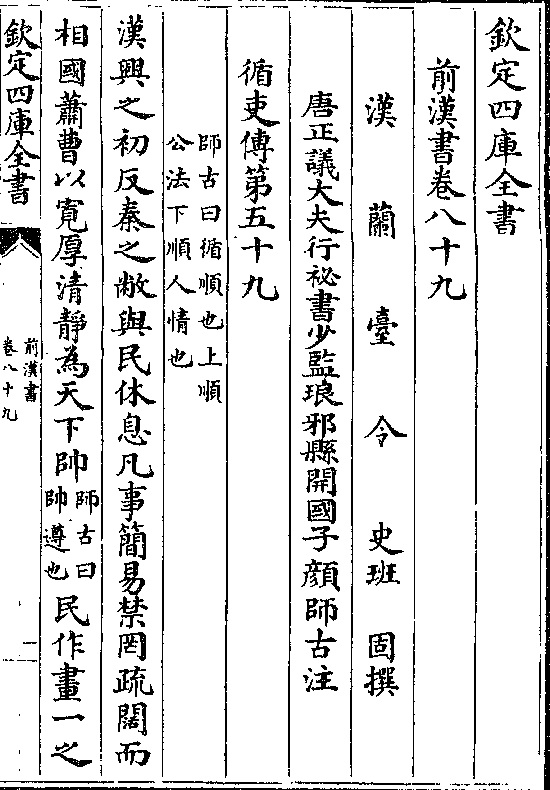 欽定四庫全書
前漢書卷八十九
漢蘭臺令史班固撰
唐正議大夫行祕書少監琅邪縣開國子顔師古注
循吏傳第五十九
師古曰循順也上順
公法下順人情也
漢興之初反秦之敝與民休息凡事簡易禁罔疏闊而
相國蕭曹以寛厚清靜為天下帥師古曰帥遵也民作畫一之
欽定四庫全書
前漢書
卷八十九
一